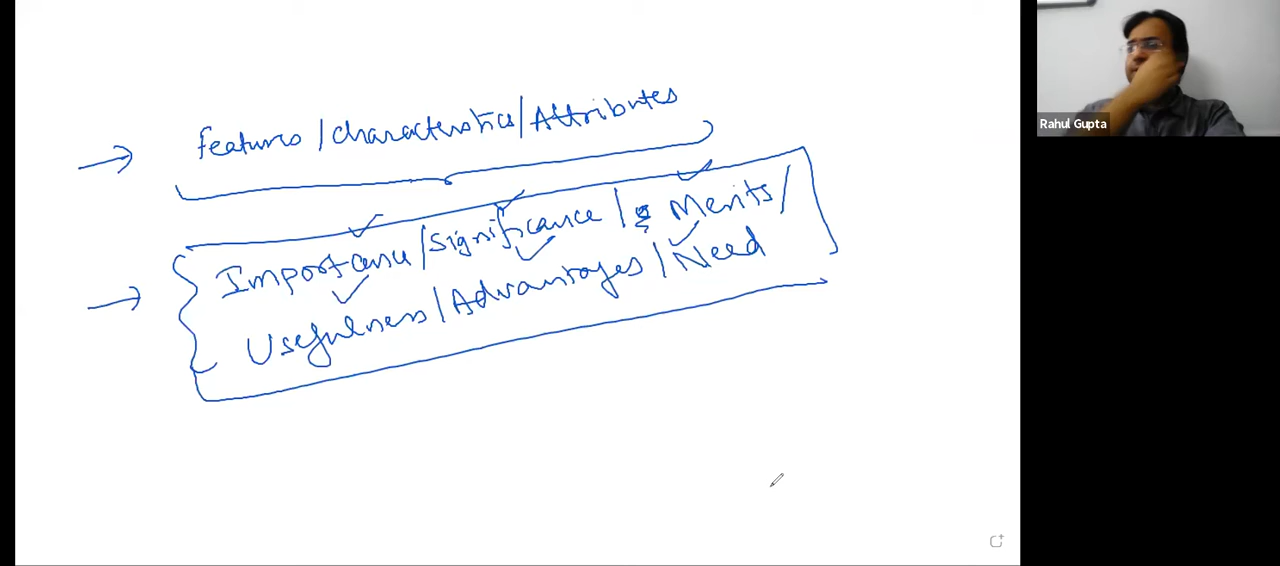 → features / characteristics / Attributes
→ Importance / Significance / Merits /
Usefulness / Advantages / Need
Rahul Gupta